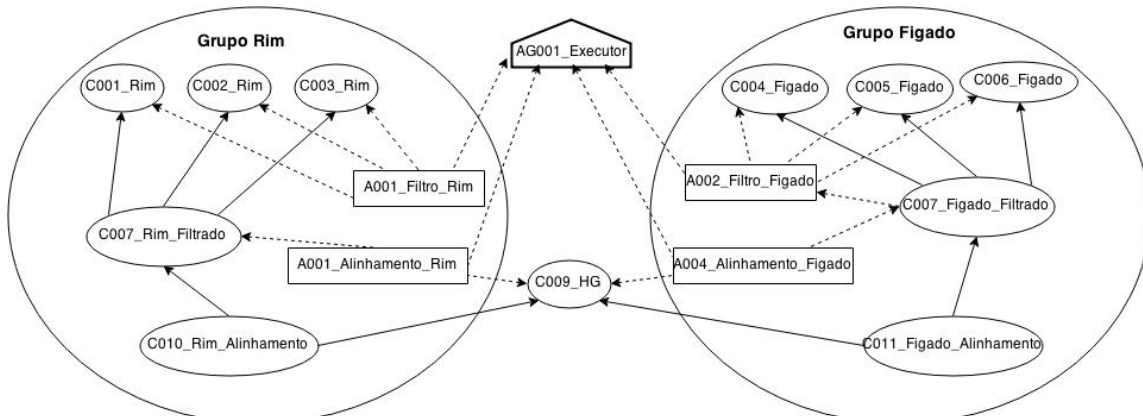 Grupo Rim
AG001_Executor
Grupo Figado
C001_Rim
C002_Rim
C003_Rim
C004_Figado
C005_Figado
C006_Figado
A001_Filtro_Rim
A002_Filtro_Figado
C007_Rim_Filtrado
C007_Figado_Filtrado
A001_Alinhamento_Rim
C009_HG
A004_Alinhamento_Figado
C010_Rim_Alinhamento
C011_Figado_Alinhamento